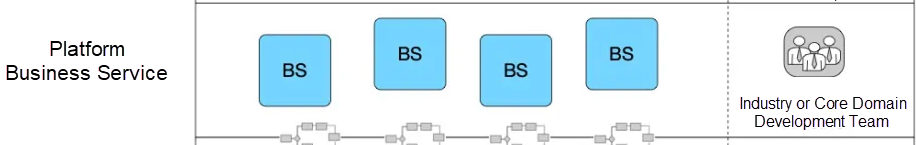 Platform
Business Service
BS
BS
BS
BS
Industry or Core Domain
Development Team